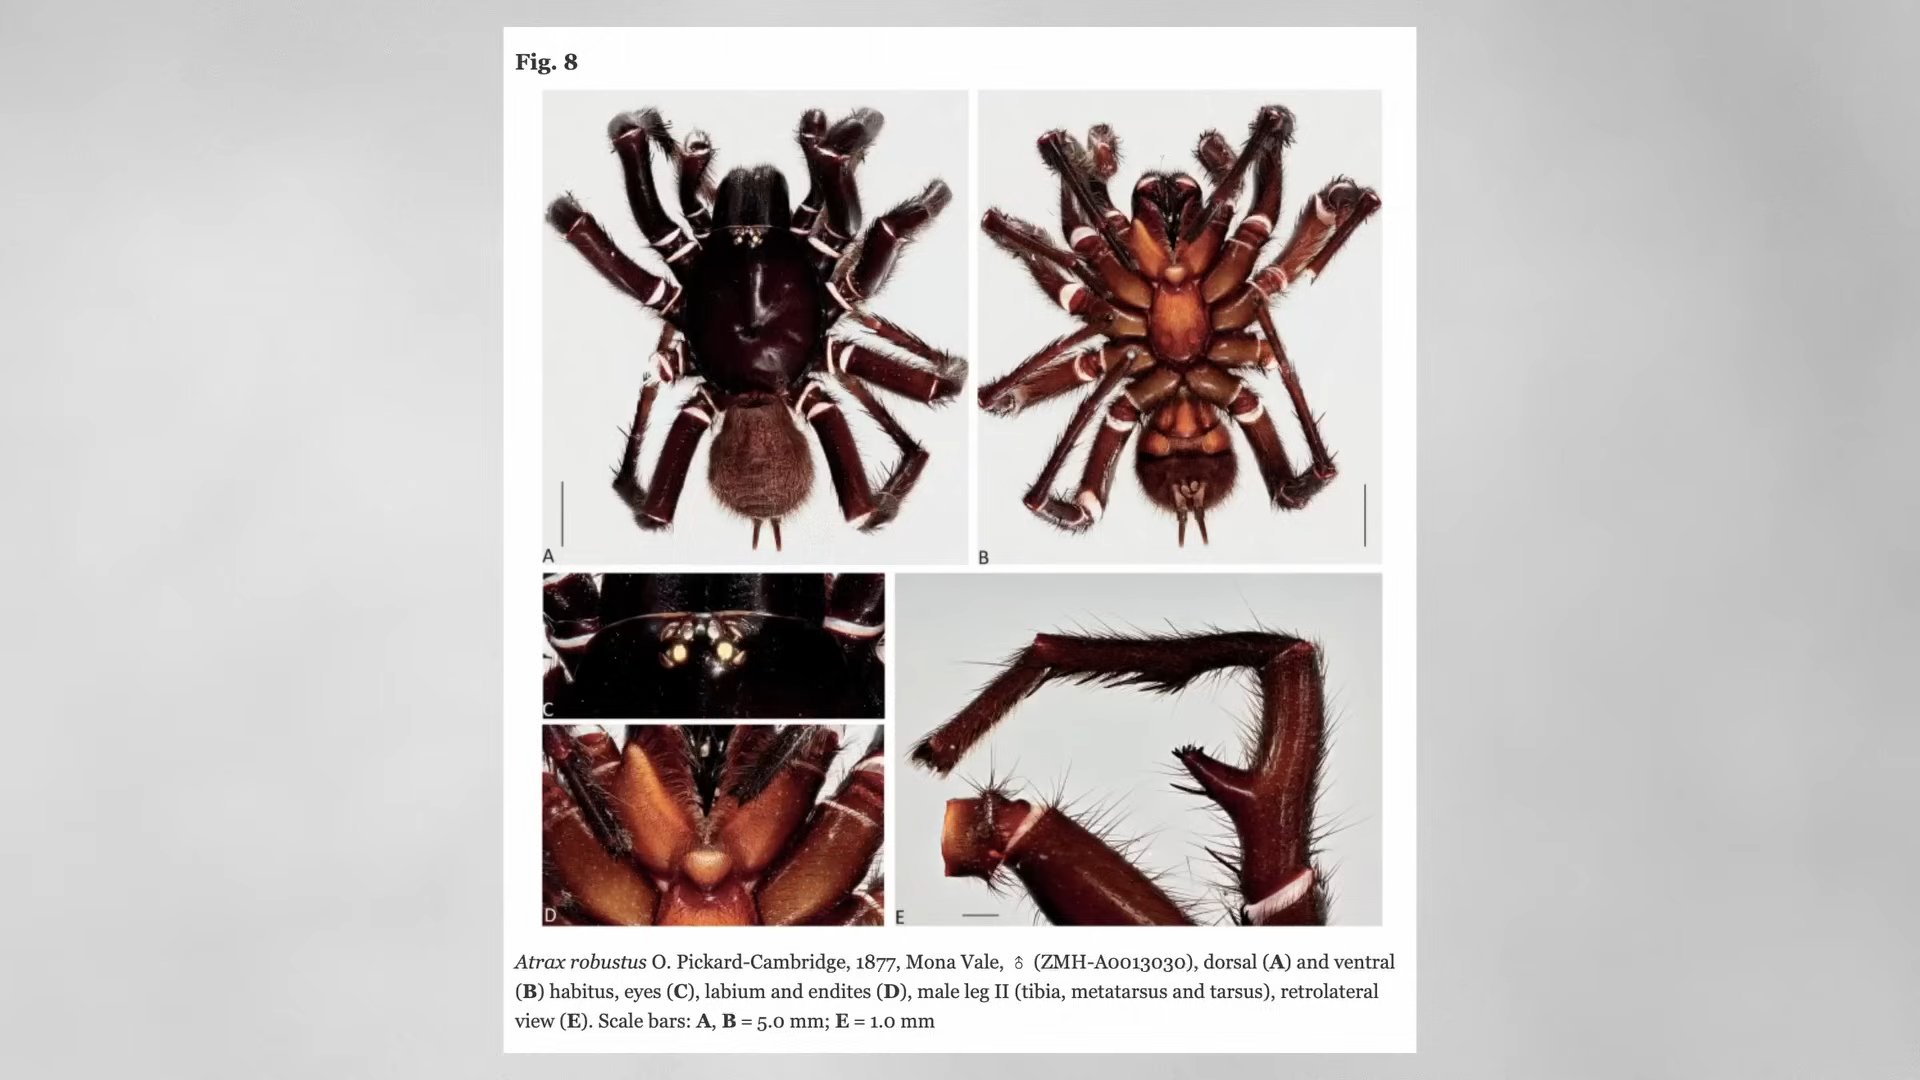 Fig. 8
A
B
C
D
E
Atrax robustus O. Pickard-Cambridge, 1877, Mona Vale, ♂ (ZMH-A0013030), dorsal (A) and ventral
(B) habitus, eyes (C), labium and endites (D), male leg II (tibia, metatarsus and tarsus), retrolateral
view (E). Scale bars: A, B = 5.0 mm; E = 1.0 mm